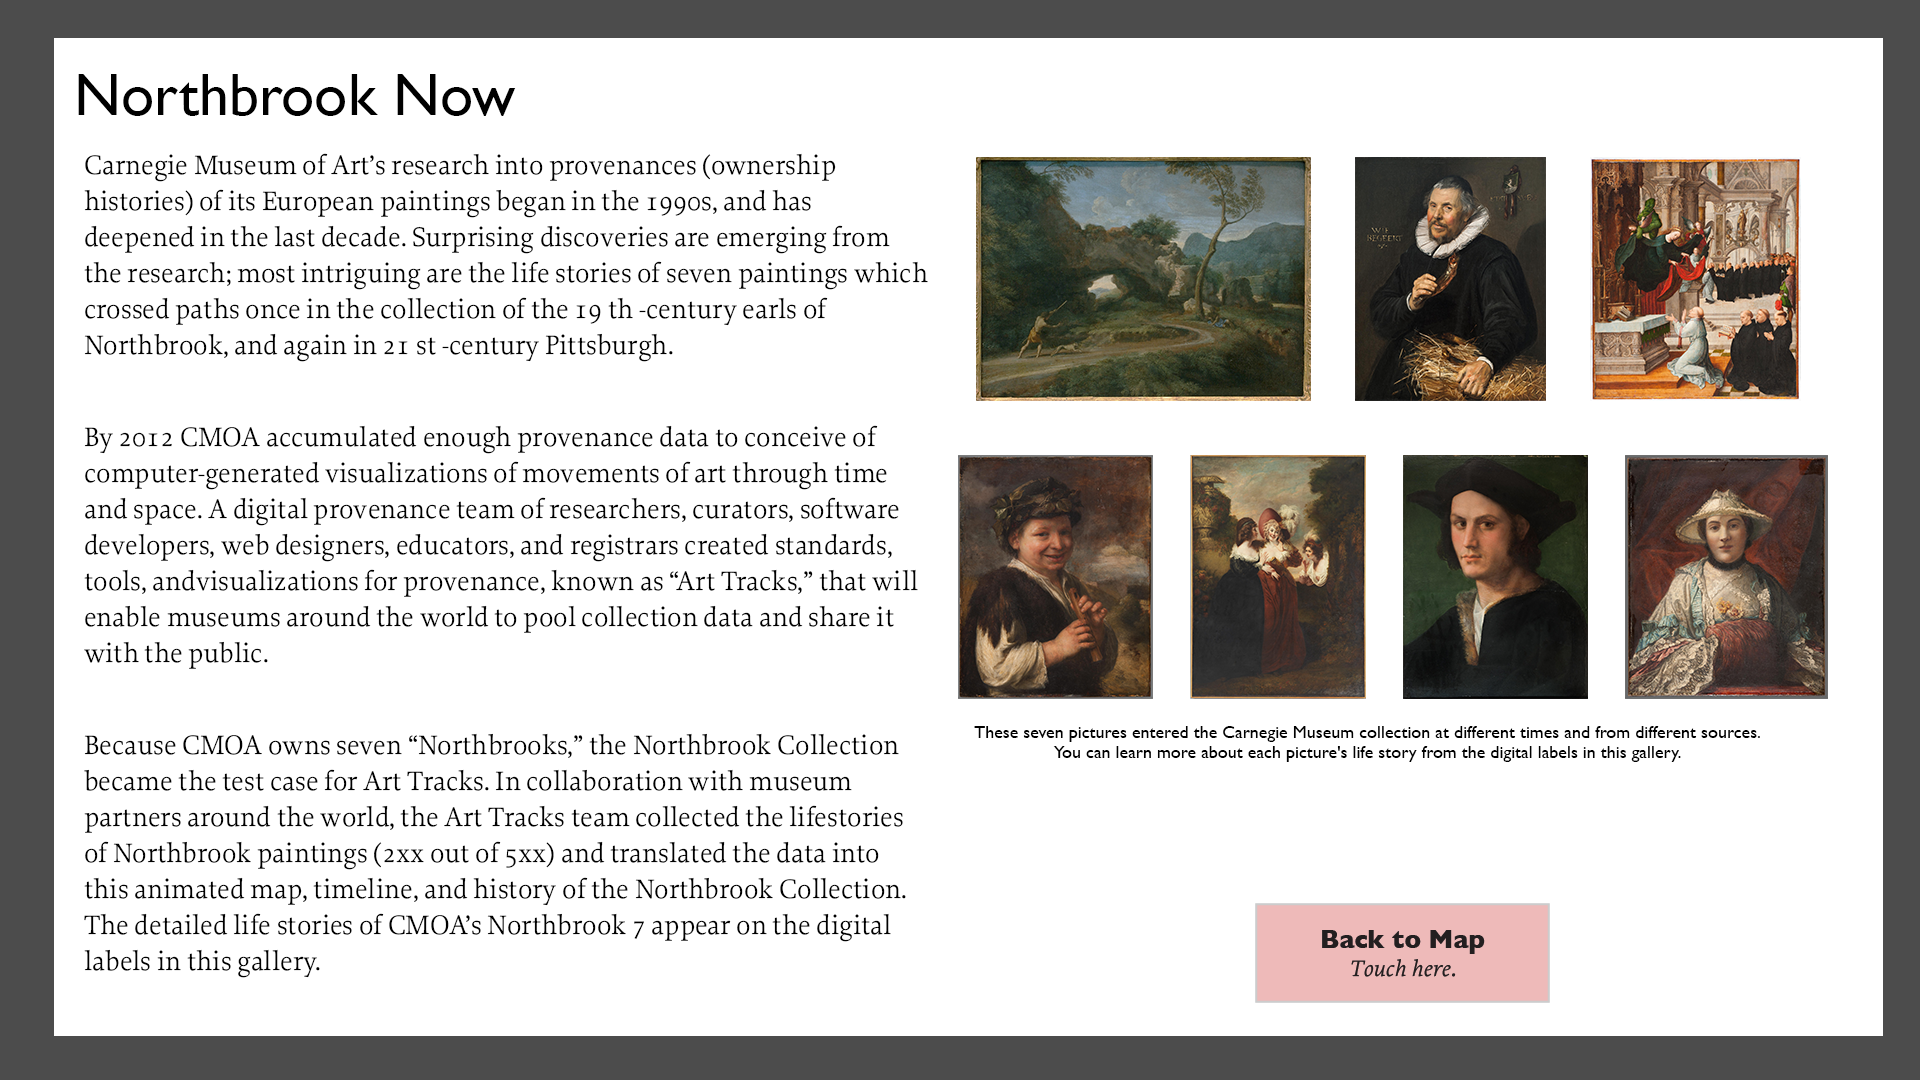 Northbrook Now
Carnegie Museum of Art’s research into provenances (ownership
histories) of its European paintings began in the 1990s, and has
deepened in the last decade. Surprising discoveries are emerging from
the research; most intriguing are the life stories of seven paintings which
crossed paths once in the collection of the 19 th -century earls of
Northbrook, and again in 21 st -century Pittsburgh.
By 2012 CMOA accumulated enough provenance data to conceive of
computer-generated visualizations of movements of art through time
and space. A digital provenance team of researchers, curators, software
developers, web designers, educators, and registrars created standards,
tools, andvisualizations for provenance, known as “Art Tracks,” that will
enable museums around the world to pool collection data and share it
with the public.
Because CMOA owns seven “Northbrooks,” the Northbrook Collection
became the test case for Art Tracks. In collaboration with museum
partners around the world, the Art Tracks team collected the lifestories
of Northbrook paintings (2xx out of 5xx) and translated the data into
this animated map, timeline, and history of the Northbrook Collection.
The detailed life stories of CMOA’s Northbrook 7 appear on the digital
labels in this gallery.
WIE
REGEERT
These seven pictures entered the Carnegie Museum collection at different times and from different sources.
You can learn more about each picture's life story from the digital labels in this gallery.
Back to Map
Touch here.